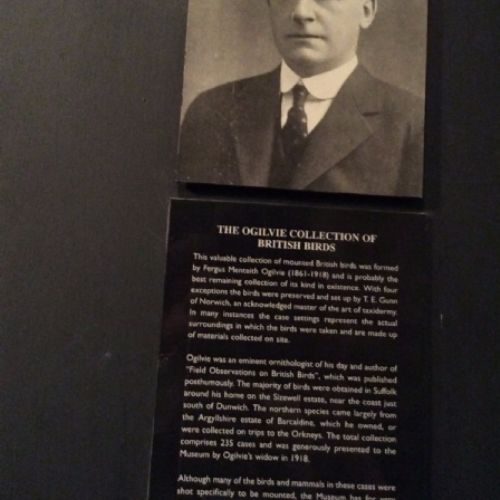 THE OGILVIE COLLECTION OF
BRITISH BIRDS
This valuable collection of mounted British birds was formed
by Fergus Menteith Ogilvie (1861-1918) and is probably the
best remaining collection of its kind in existence. With four
exceptions the birds were preserved and set up by T. E. Gunn
of Norwich, an acknowledged master of the art of taxidermy.
In many instances the case settings represent the actual
surroundings in which the birds were taken and are made up
of materials collected on site.
Ogilvie was an eminent ornithologist of his day and author of
"Field Observations on British Birds", which was published
posthumously. The majority of birds were obtained in Suffolk
around his home on the Sizewell estate, near the coast just
south of Dunwich. The northern species came largely from
the Argyllshire estate of Barcaldine, which he owned, or
were collected on trips to the Orkneys. The total collection
comprises 235 cases and was generously presented to the
Museum by Ogilvie's widow in 1918.
Although many of the birds and mammals in these cases were
shot specifically to be mounted, the Museum has for